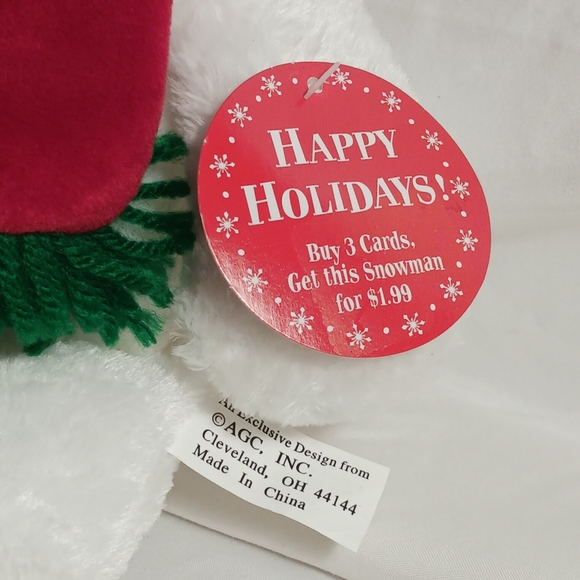 HAPPY
HOLIDAYS!
Buy 3 Cards,
Get this Snowman
for $1.99
An Exclusive Design from
©AGC, INC.
Cleveland, OH 44144
Made In China